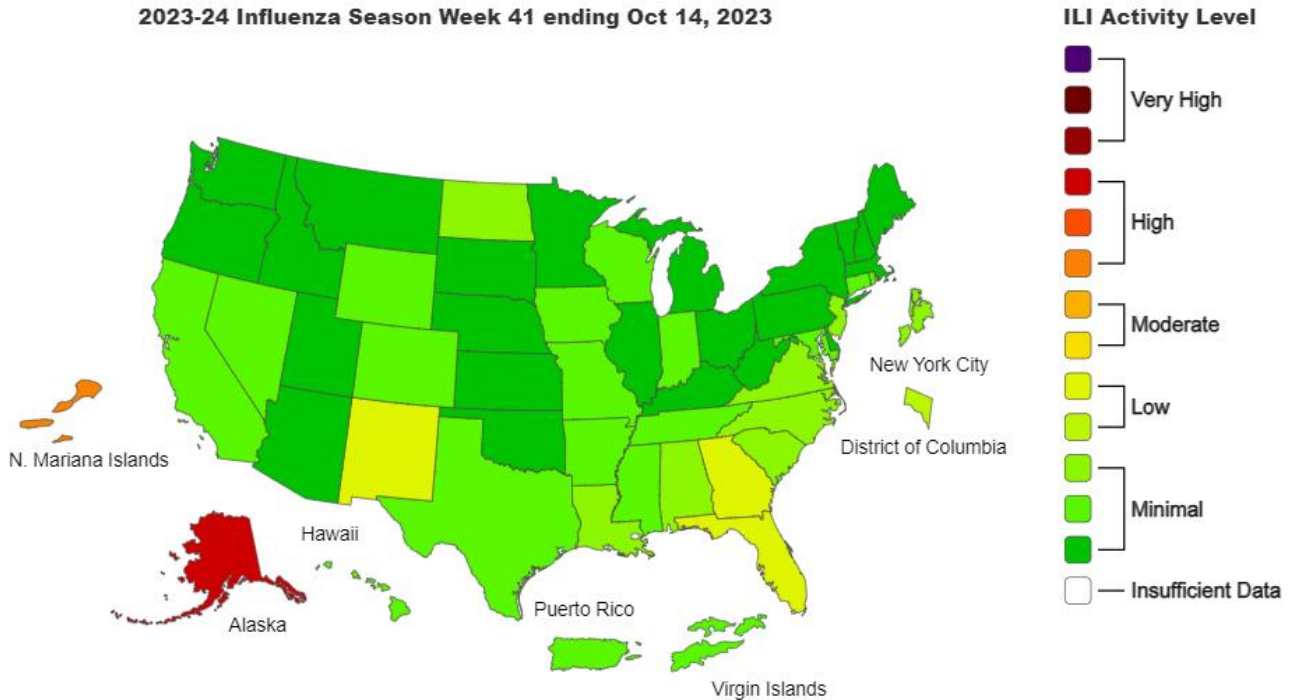 2023-24 Influenza Season Week 41 ending Oct 14, 2023
ILI Activity Level
Very High
High
Moderate
Low
Minimal
Insufficient Data
New York City
District of Columbia
N. Mariana Islands
Hawaii
Alaska
Puerto Rico
Virgin Islands